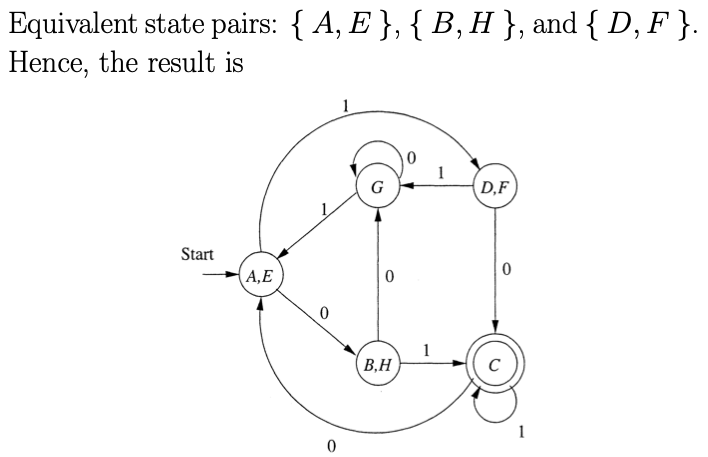 Equivalent state pairs: { A, E }, { B, H }, and { D, F }.
Hence, the result is
1
0
G
1
D,F
1
Start
A,E
0
0
0
B,H
1
C
0
1